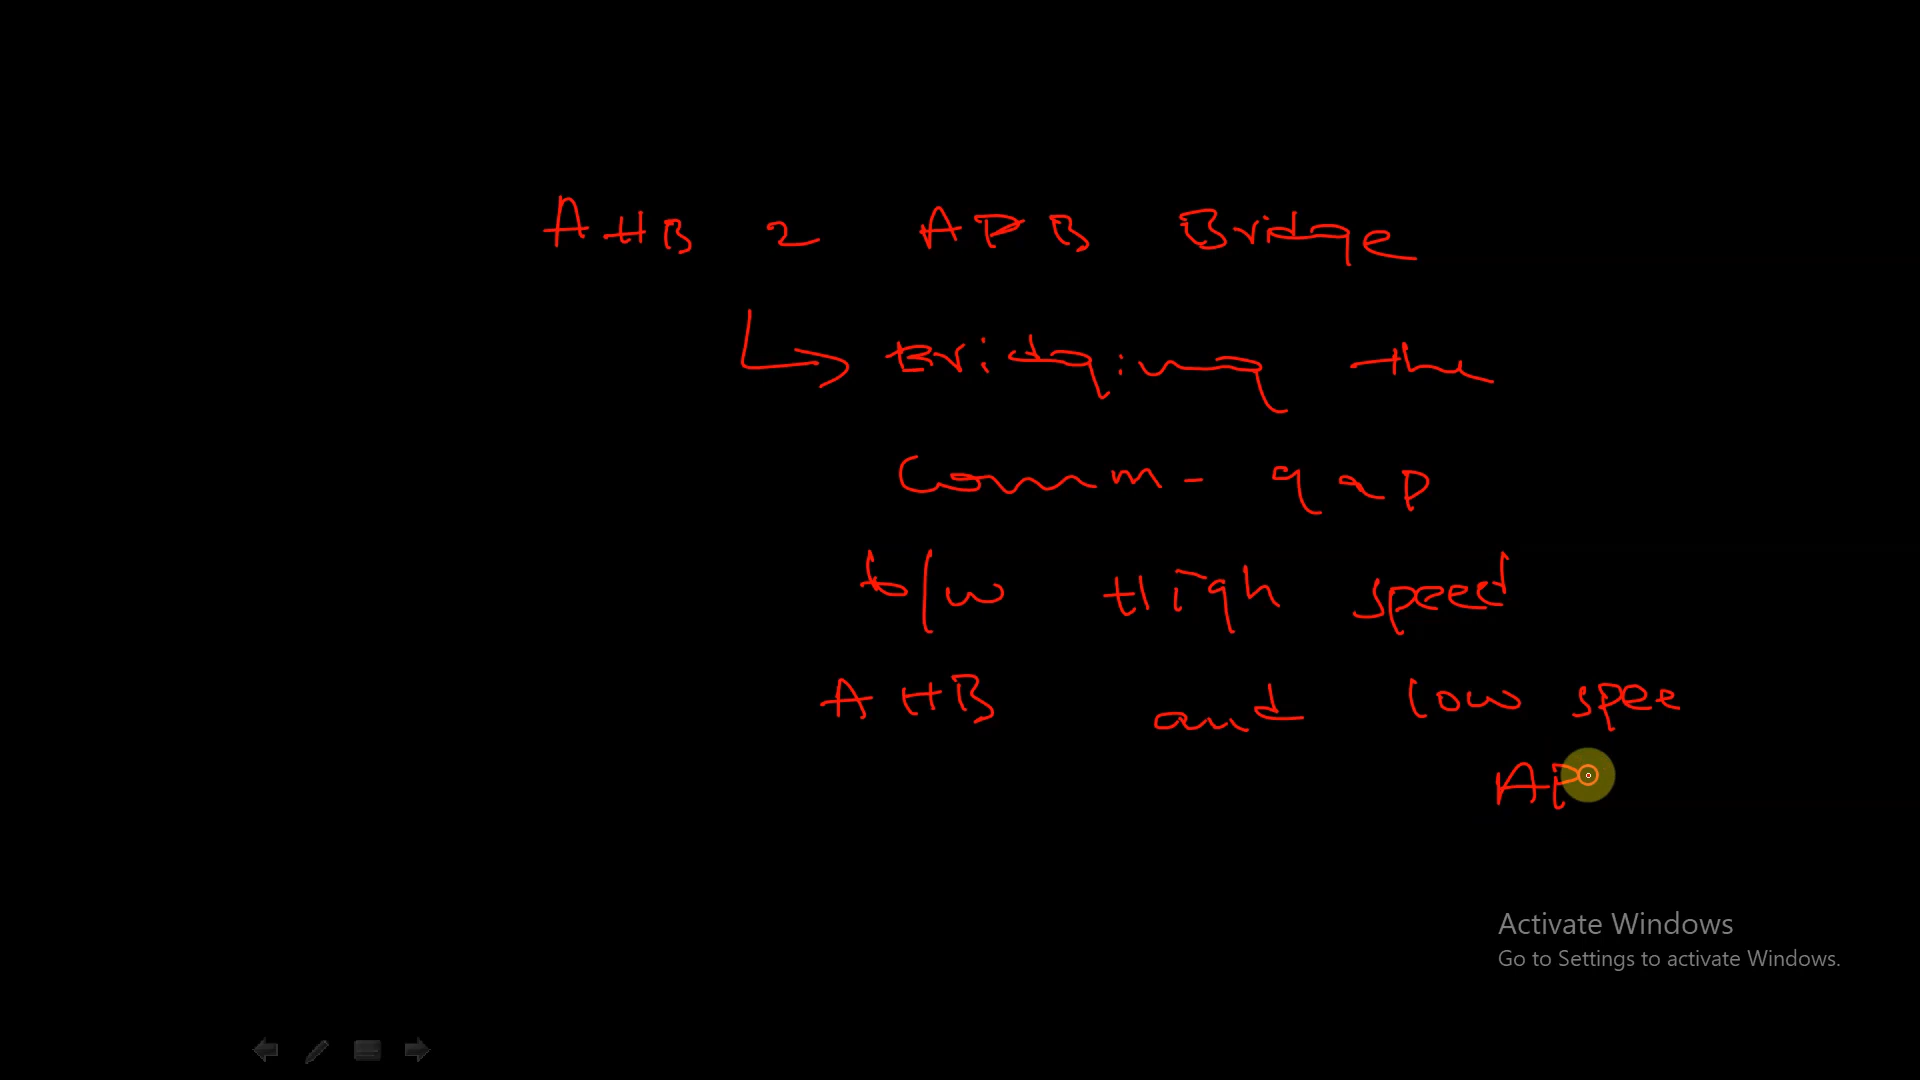 AHB 2 APB Bridge
Bridging the
Comm- gap
b/w High speed
AHB and low spee
AP
Activate Windows
Go to Settings to activate Windows.